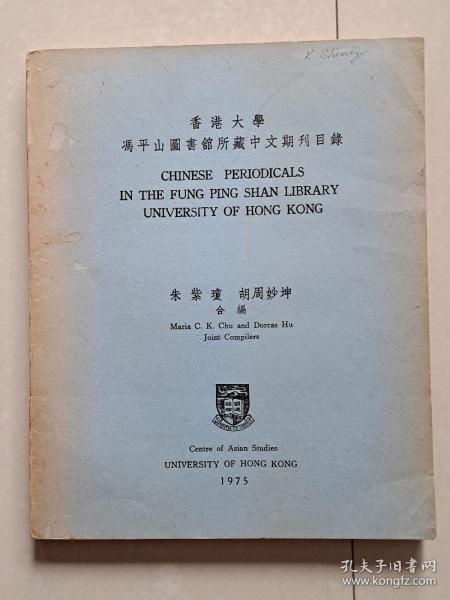 香港大學
馮平山圖書館所藏中文期刊目錄
CHINESE PERIODICALS
IN THE FUNG PING SHAN LIBRARY
UNIVERSITY OF HONG KONG
朱紫瓊 胡周妙坤
合編
Maria C. K. Chu and Dorcas Hu
Joint Compilers
Centre of Asian Studies
UNIVERSITY OF HONG KONG
1975
孔夫子旧书网
www.kongfz.com